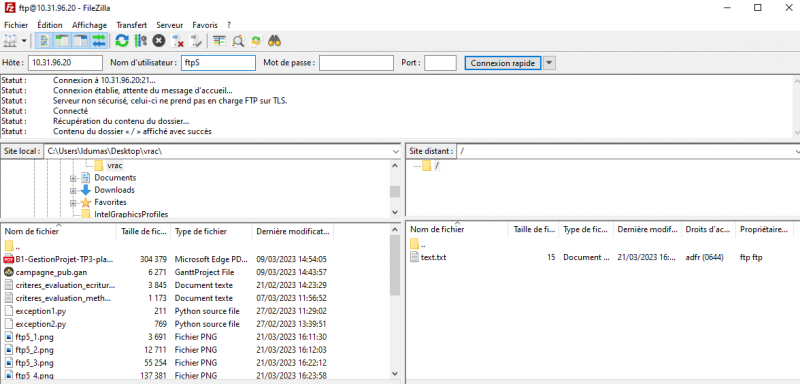 ftp@10.31.96.20 - FileZilla
Fichier Édition Affichage Transfert Serveur Favoris ?
Hôte : 10.31.96.20 Nom d'utilisateur : ftpS Mot de passe : Port : Connexion rapide
Statut : Connexion à 10.31.96.20:21...
Statut : Connexion établie, attente du message d'accueil...
Statut : Serveur non sécurisé, celui-ci ne prend pas en charge FTP sur TLS.
Statut : Connecté
Statut : Récupération du contenu du dossier...
Statut : Contenu du dossier « / » affiché avec succès
Site local : C:\Users\ldumas\Desktop\vrac\
vrac
Documents
Downloads
Favorites
IntelGraphicsProfiles
Site distant : /
/
Nom de fichier Taille de fic... Type de fichier Dernière modificat...
..
B1-GestionProjet-TP3-pla... 304 379 Microsoft Edge PD... 09/03/2023 14:54:05
campagne_pub.gan 6 271 GanttProject File 09/03/2023 14:43:57
criteres_evaluation_ecritur... 3 845 Document texte 21/02/2023 14:23:29
criteres_evaluation_meth... 1 173 Document texte 07/03/2023 11:56:52
exception1.py 211 Python source file 27/02/2023 11:29:02
exception2.py 769 Python source file 27/02/2023 13:39:51
ftp5_1.png 3 691 Fichier PNG 21/03/2023 16:11:30
ftp5_2.png 12 711 Fichier PNG 21/03/2023 16:12:03
ftp5_3.png 55 254 Fichier PNG 21/03/2023 16:22:12
ftp5_4.png 137 381 Fichier PNG 21/03/2023 16:23:58
Nom de fichier Taille de fic... Type de fic... Dernière modif... Droits d'ac... Propriétaire...
..
text.txt 15 Document ... 21/03/2023 16:... adfr (0644) ftp ftp